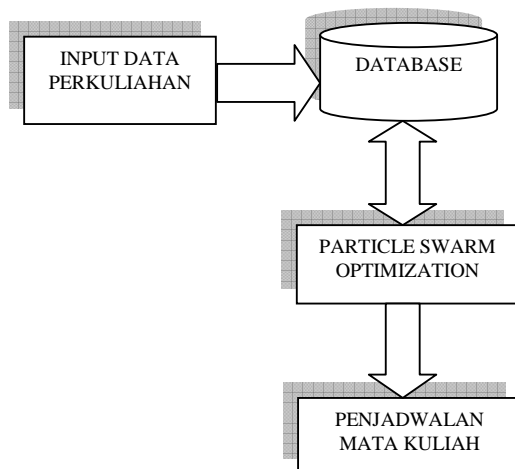 INPUT DATA
PERKULIAHAN
DATABASE
PARTICLE SWARM
OPTIMIZATION
PENJADWALAN
MATA KULIAH